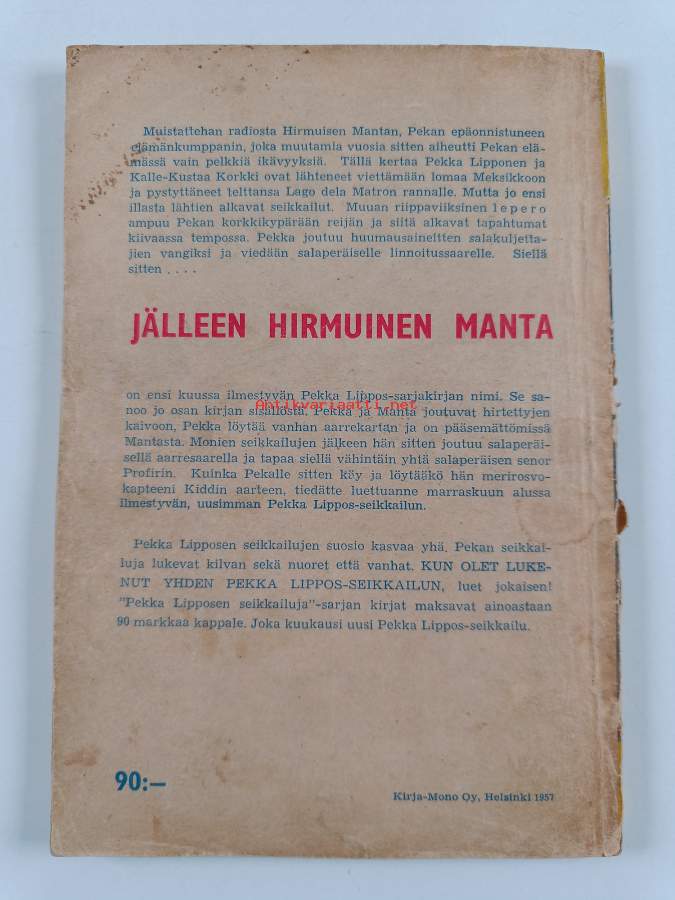 Muistattehan radiosta Hirmuisen Mantan, Pekan epäonnistuneen
elämänkumppanin, joka muutamia vuosia sitten aiheutti Pekan elä-
mässä vain pelkkiä ikävyyksiä. Tällä kertaa Pekka Lipponen ja
Kalle-Kustaa Korkki ovat lähteneet viettämään lomaa Meksikkoon
ja pystyttäneet telttansa Lago dela Matron rannalle. Mutta jo ensi
illasta lähtien alkavat seikkailut. Muuan riippaviiksinen lepero
ampuu Pekan korkkikypärään reijän ja siitä alkavat tapahtumat
kiivaassa tempossa. Pekka joutuu huumausaineitten salakuljetta-
jien vangiksi ja viedään salaperäiselle linnoitussaarelle. Siellä
sitten . . . .
JÄLLEEN HIRMUINEN MANTA
on ensi kuussa ilmestyvän Pekka Lippos-sarjakirjan nimi. Se sa-
noo jo osan kirjan sisällöstä. Pekka ja Manta joutuvat hirtettyjen
Antikvariaatti.net
kaivoon, Pekka löytää vanhan aarrekartan ja on pääsemättömissä
Mantasta. Monien seikkailujen jälkeen hän sitten joutuu salaperäi-
sellä aarresaarella ja tapaa siellä vähintäin yhtä salaperäisen senor
Profirin. Kuinka Pekalle sitten käy ja löytääkö hän merirosvo-
kapteeni Kiddin aarteen, tiedätte luettuanne marraskuun alussa
ilmestyvän, uusimman Pekka Lippos-seikkailun.
Pekka Lipposen seikkailujen suosio kasvaa yhä. Pekan seikkai-
luja lukevat kilvan sekä nuoret että vanhat. KUN OLET LUKE-
NUT YHDEN PEKKA LIPPOS-SEIKKAILUN, luet jokaisen!
"Pekka Lipposen seikkailuja"-sarjan kirjat maksavat ainoastaan
90 markkaa kappale. Joka kuukausi uusi Pekka Lippos-seikkailu.
90:—
Kirja-Mono Oy, Helsinki 1957